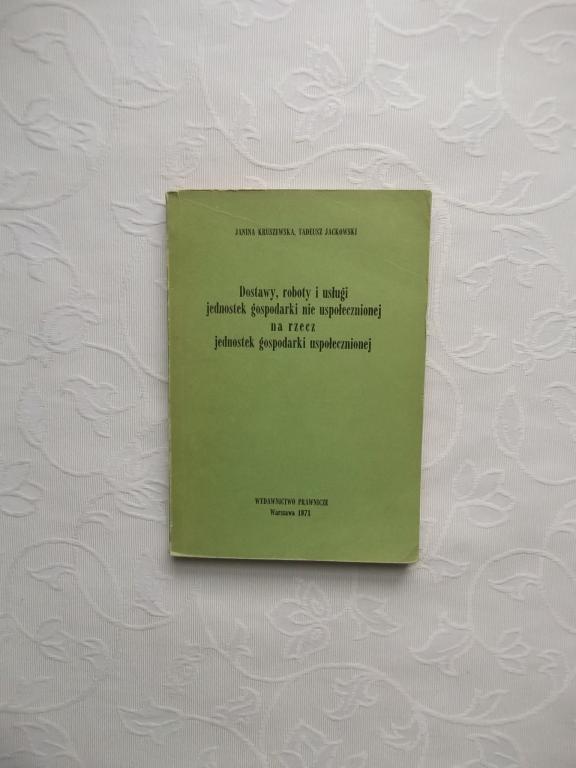 JANINA KRUSZEWSKA, TADEUSZ JACKOWSKI
Dostawy, roboty i usługi
jednostek gospodarki nie uspołecznionej
na rzecz
jednostek gospodarki uspołecznionej
WYDAWNICTWO PRAWNICZE
Warszawa 1971